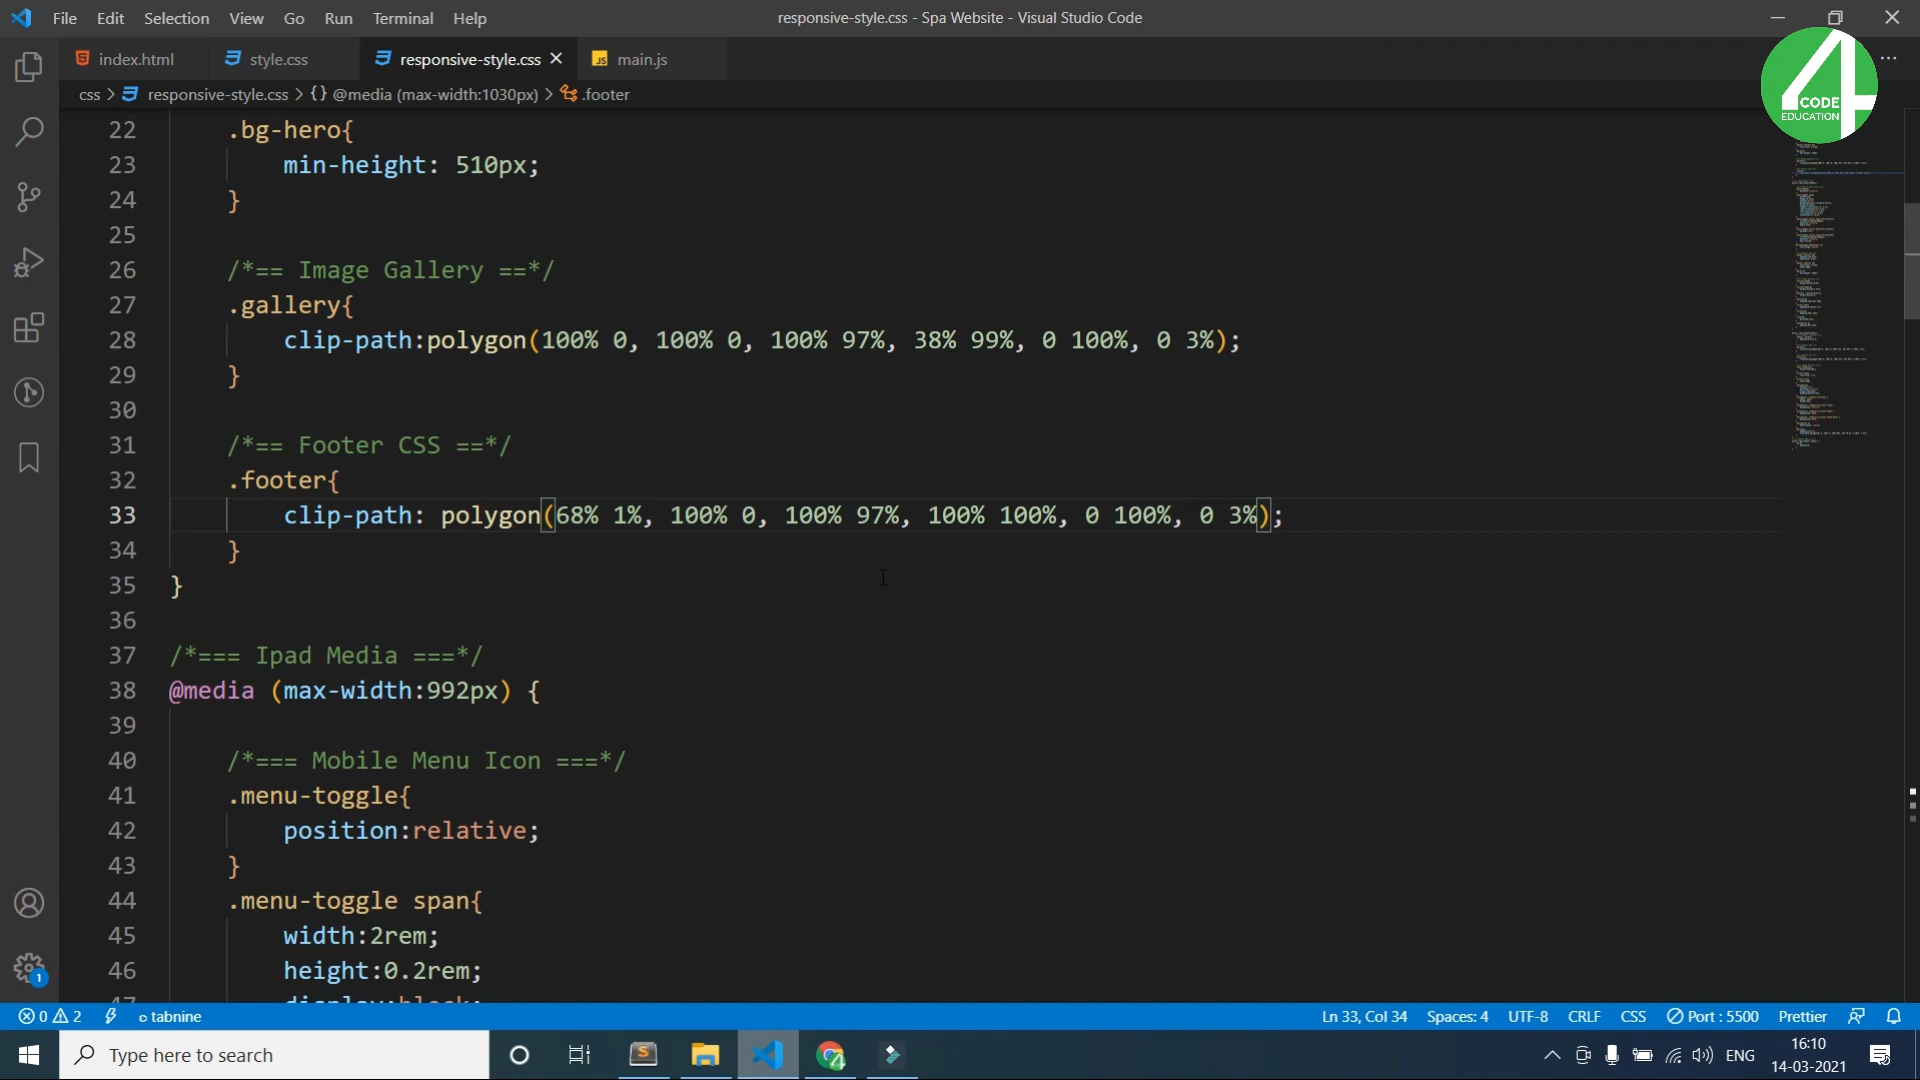 File Edit Selection View Go Run Terminal Help
responsive-style.css - Spa Website - Visual Studio Code
index.html
style.css
responsive-style.css
JS main.js
css > responsive-style.css > {} @media (max-width:1030px) > .footer
4
CODE
EDUCATION
22 .bg-hero{
23 min-height: 510px;
24 }
25
26 /*== Image Gallery ==*/
27 .gallery{
28 clip-path:polygon(100% 0, 100% 0, 100% 97%, 38% 99%, 0 100%, 0 3%);
29 }
30
31 /*== Footer CSS ==*/
32 .footer{
33 clip-path: polygon(68% 1%, 100% 0, 100% 97%, 100% 100%, 0 100%, 0 3%);
34 }
35 }
36
37 /*=== Ipad Media ===*/
38 @media (max-width:992px) {
39
40 /*=== Mobile Menu Icon ===*/
41 .menu-toggle{
42 position:relative;
43 }
44 .menu-toggle span{
45 width:2rem;
46 height:0.2rem;
47 display:block;
1
0 2 tabnine
Ln 33, Col 34 Spaces: 4 UTF-8 CRLF CSS Port : 5500 Prettier
Type here to search
ENG
16:10
14-03-2021